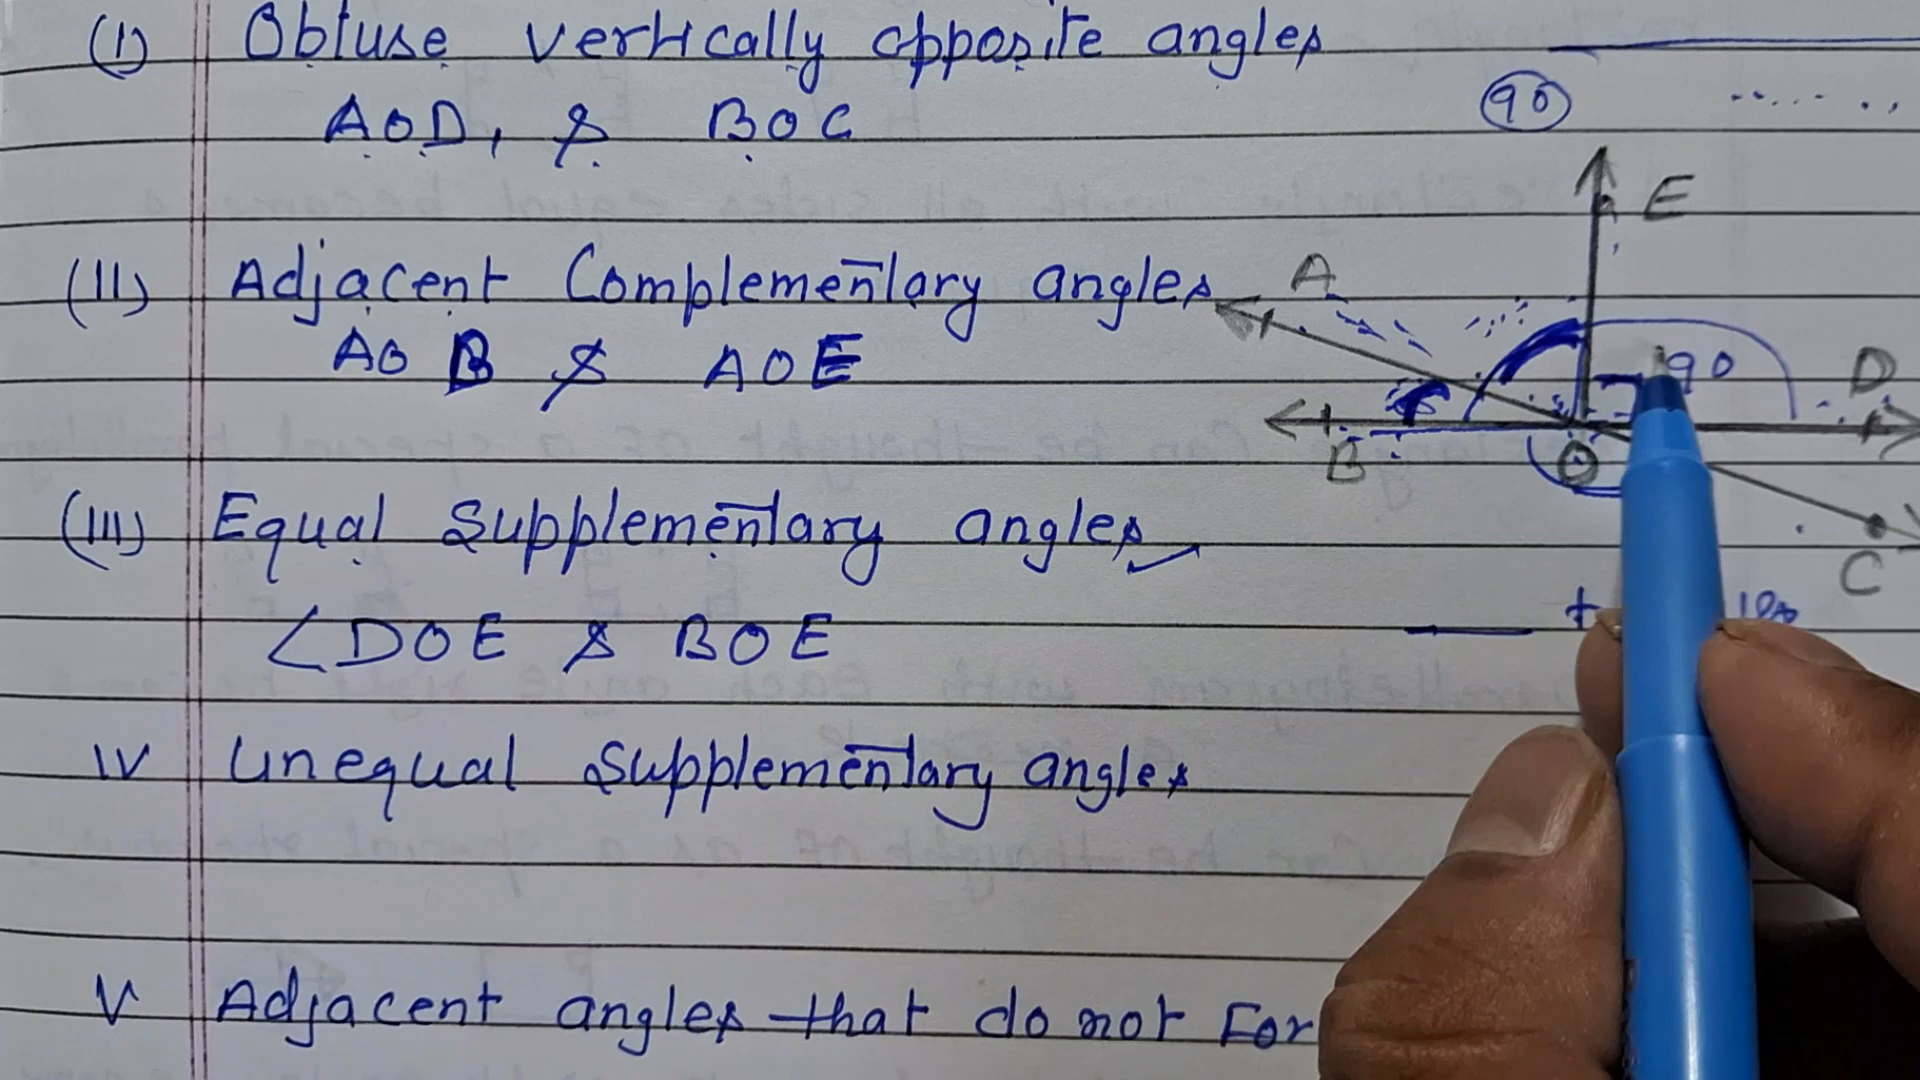 (I) Obtuse vertically opposite angles
AOD, & BOC
90
E
A
(II) Adjacent Complementary angles
AOB & AOE
90
D
B
O
(III) Equal Supplementary angles
C
+
∠DOE & BOE
IV Unequal Supplementary angles
V Adjacent angles that do not For